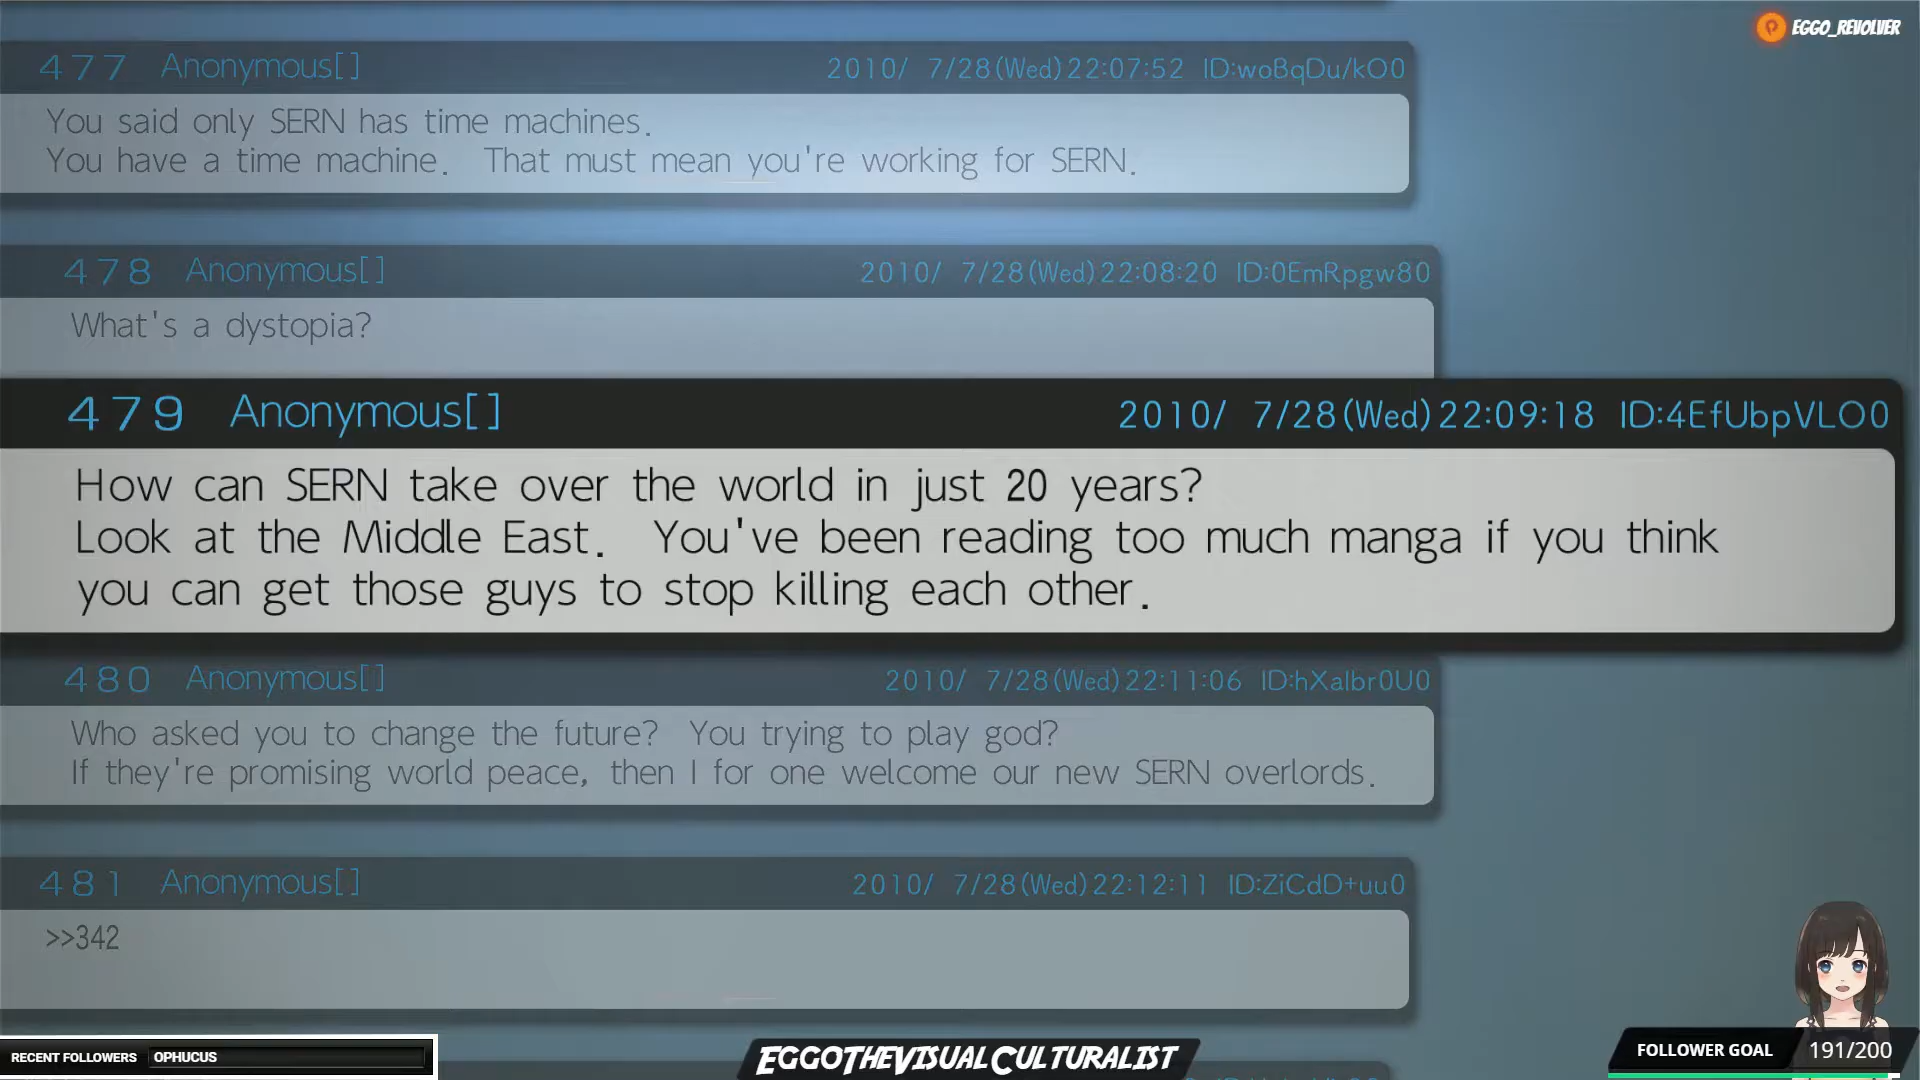 EGGO_REVOLVER
477 Anonymous[] 2010/ 7/28(Wed)22:07:52 ID:woBqDu/kO0
You said only SERN has time machines.
You have a time machine. That must mean you're working for SERN.
478 Anonymous[] 2010/ 7/28(Wed)22:08:20 ID:0EmRpgw80
What's a dystopia?
479 Anonymous[] 2010/ 7/28(Wed)22:09:18 ID:4EfUbpVLO0
How can SERN take over the world in just 20 years?
Look at the Middle East. You've been reading too much manga if you think
you can get those guys to stop killing each other.
480 Anonymous[] 2010/ 7/28(Wed)22:11:06 ID:hXalbr0U0
Who asked you to change the future? You trying to play god?
If they're promising world peace, then I for one welcome our new SERN overlords.
481 Anonymous[] 2010/ 7/28(Wed)22:12:11 ID:ZiCdD+uu0
>>342
RECENT FOLLOWERS OPHUCUS
EGGOTHEVISUALCULTURALIST
FOLLOWER GOAL 191/200